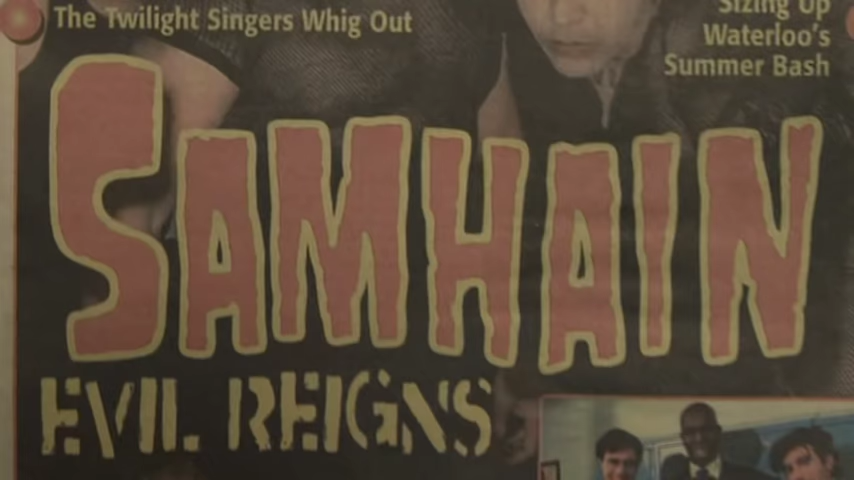 The Twilight Singers Whig Out
Sizing Up
Waterloo's
Summer Bash
SAMHAIN
EVIL REIGNS